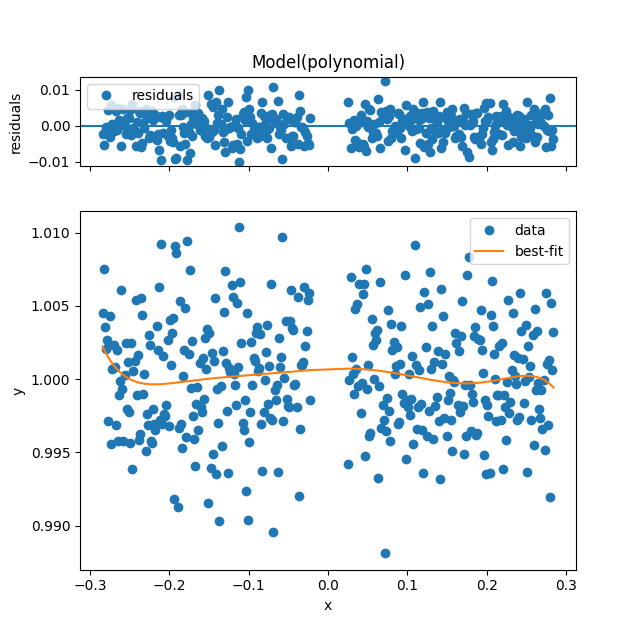 Model(polynomial)
residuals
0.01
0.00
−0.01
residuals
data
best-fit
y
1.010
1.005
1.000
0.995
0.990
−0.3 −0.2 −0.1 0.0 0.1 0.2 0.3
x